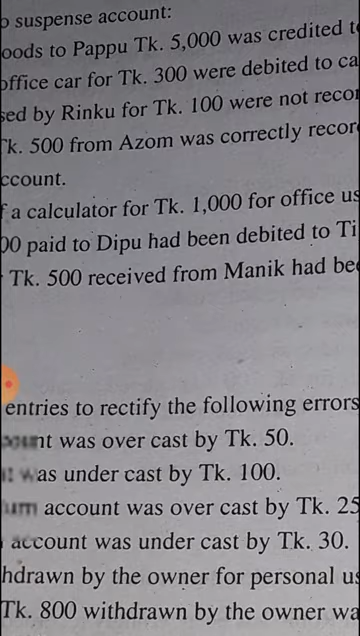 suspense account:
oods to Pappu Tk. 5,000 was credited t
office car for Tk. 300 were debited to ca
sed by Rinku for Tk. 100 were not recor
Tk. 500 from Azom was correctly recor
ccount.
f a calculator for Tk. 1,000 for office us
00 paid to Dipu had been debited to Ti
Tk. 500 received from Manik had be
entries to rectify the following errors
was over cast by Tk. 50.
was under cast by Tk. 100.
account was over cast by Tk. 25
account was under cast by Tk. 30.
hdrawn by the owner for personal us
Tk. 800 withdrawn by the owner wa